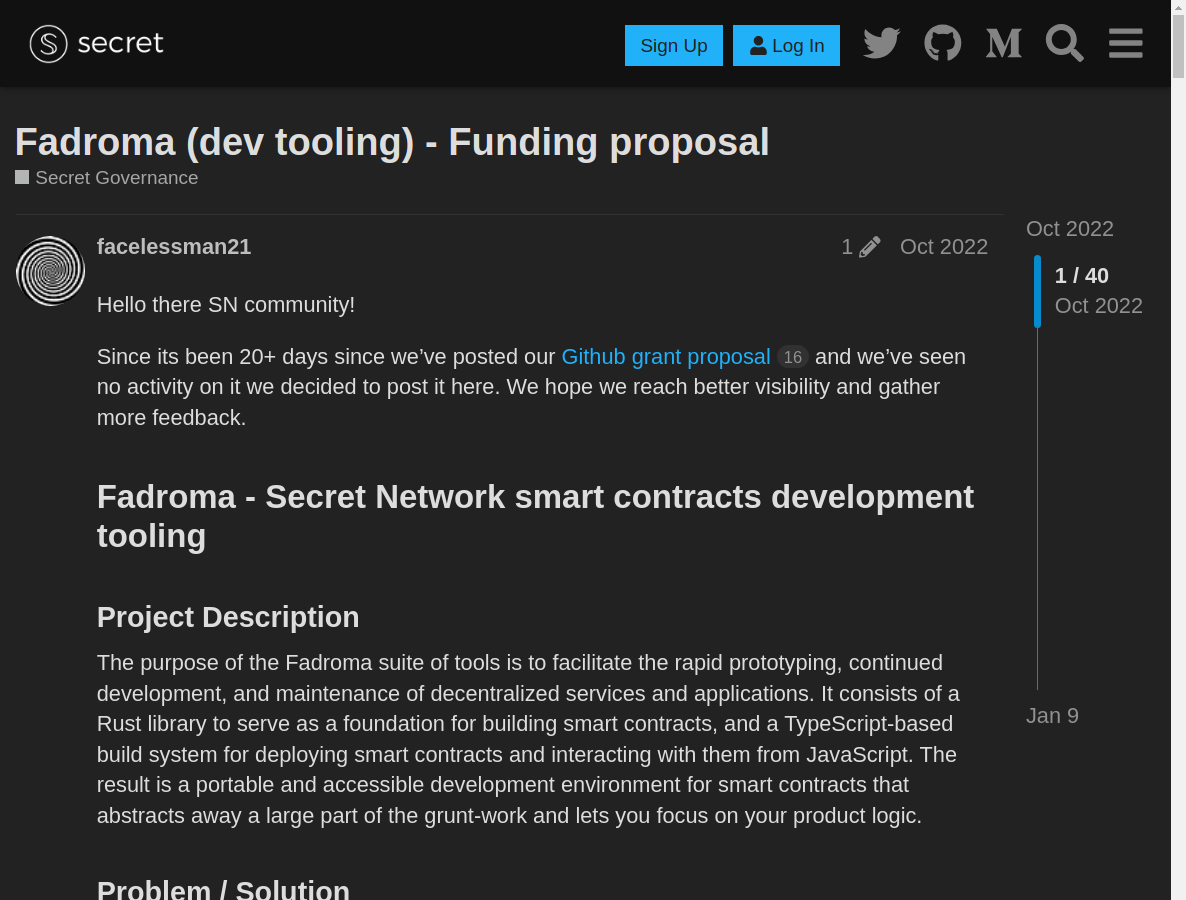 secret
Sign Up
Log In
Fadroma (dev tooling) - Funding proposal
Secret Governance
facelessman21
1
Oct 2022
Hello there SN community!
Since its been 20+ days since we’ve posted our Github grant proposal 16 and we’ve seen
no activity on it we decided to post it here. We hope we reach better visibility and gather
more feedback.
Fadroma - Secret Network smart contracts development
tooling
Project Description
The purpose of the Fadroma suite of tools is to facilitate the rapid prototyping, continued
development, and maintenance of decentralized services and applications. It consists of a
Rust library to serve as a foundation for building smart contracts, and a TypeScript-based
build system for deploying smart contracts and interacting with them from JavaScript. The
result is a portable and accessible development environment for smart contracts that
abstracts away a large part of the grunt-work and lets you focus on your product logic.
Problem / Solution
Oct 2022
1 / 40
Oct 2022
Jan 9